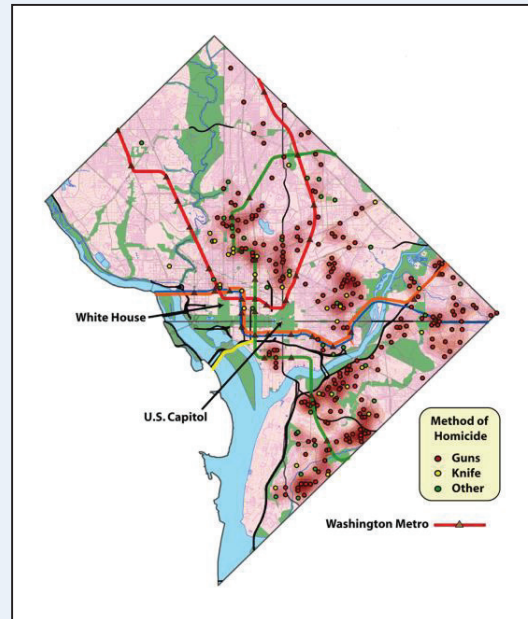 White House
U.S. Capitol
Method of
Homicide
Guns
Knife
Other
Washington Metro